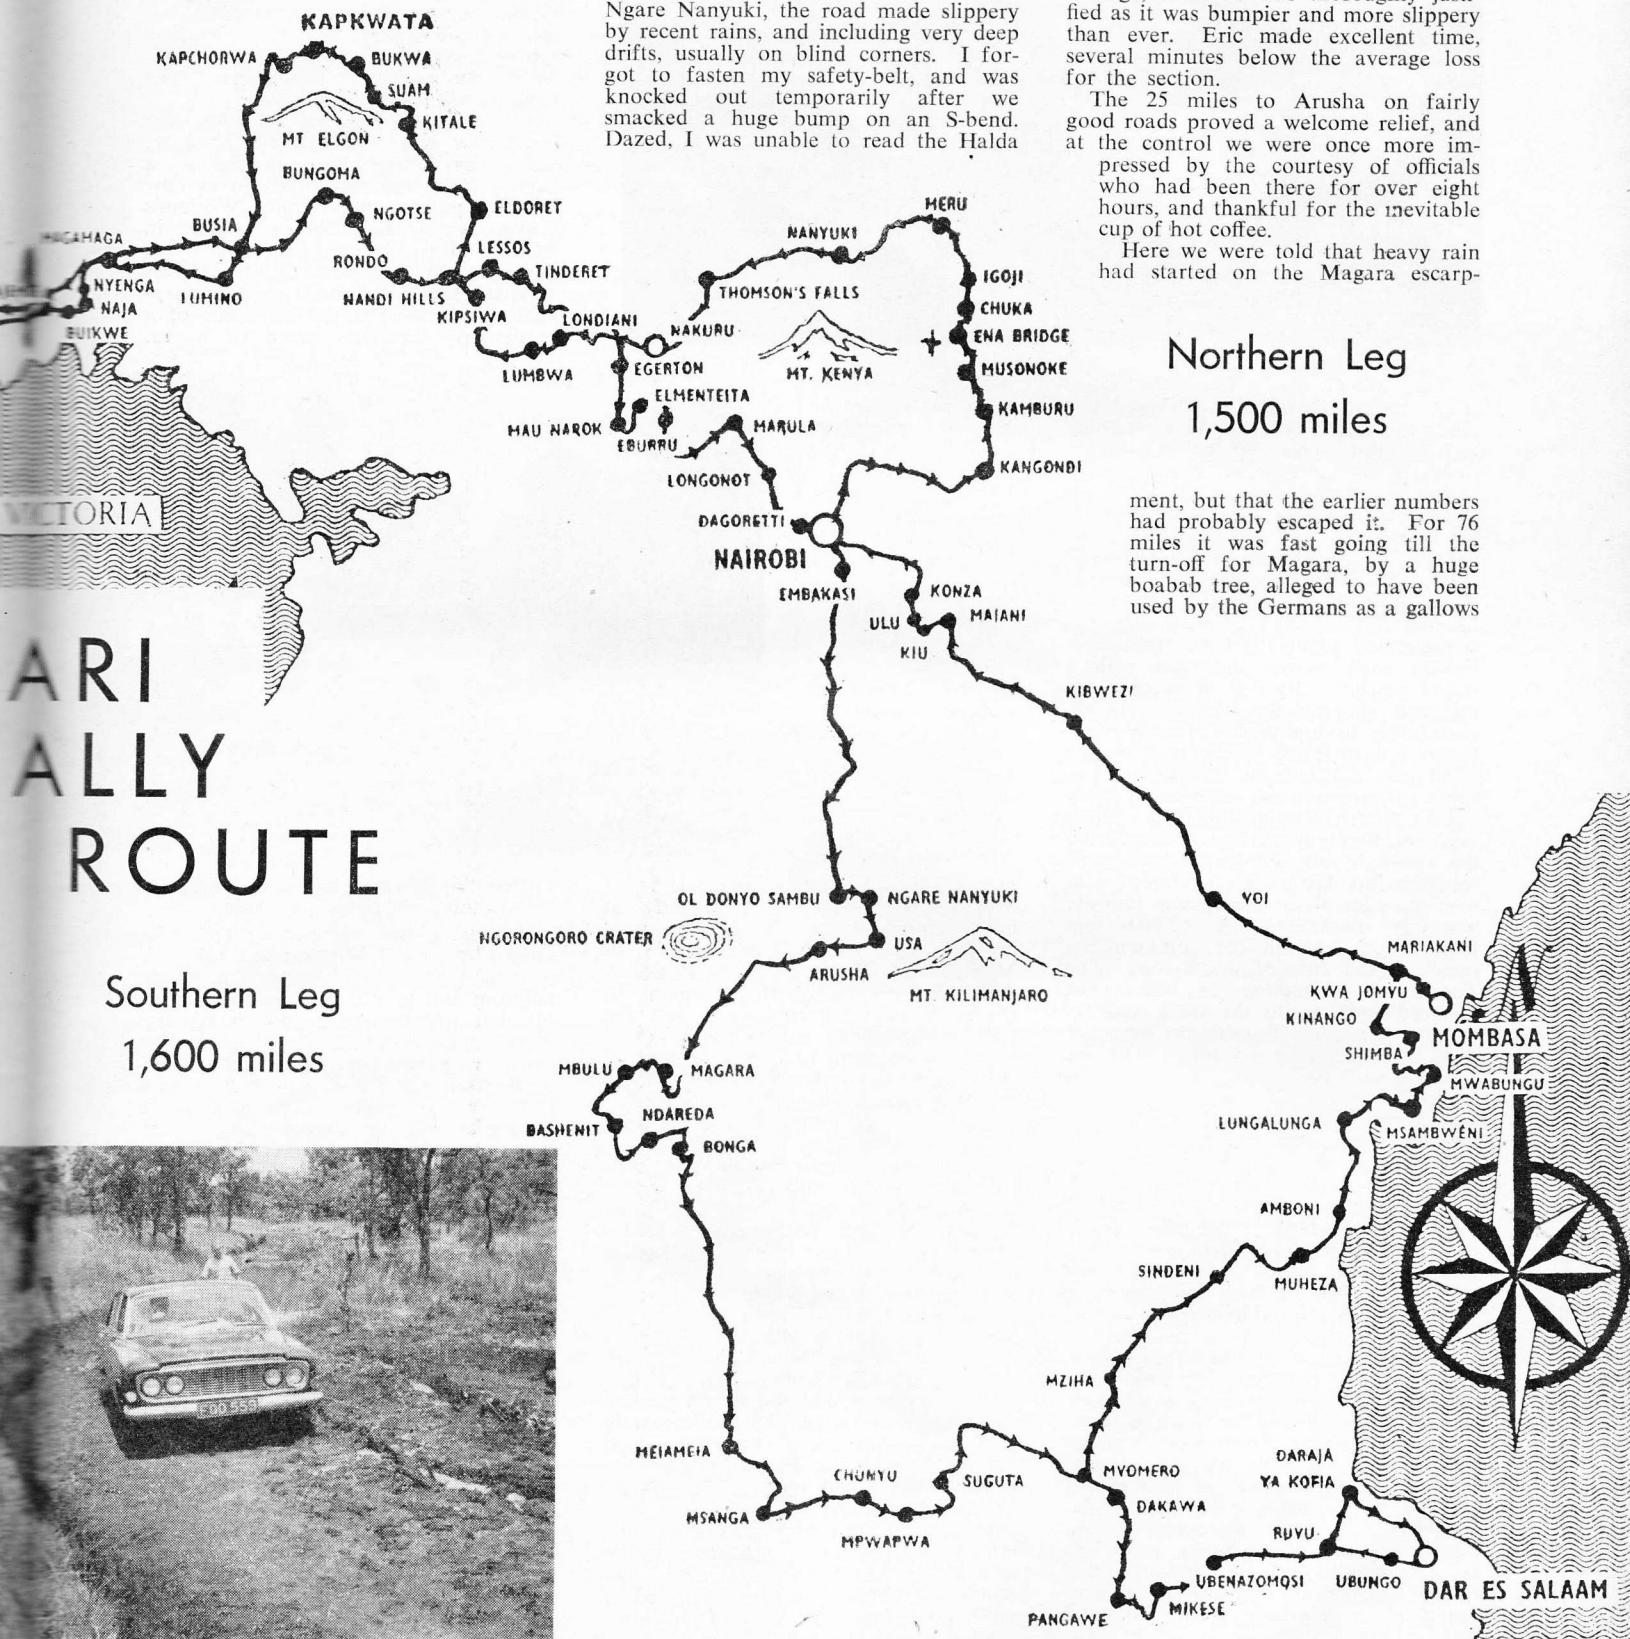 Ngare Nanyuki, the road made slippery
by recent rains, and including very deep
drifts, usually on blind corners. I for-
got to fasten my safety-belt, and was
knocked out temporarily after we
smacked a huge bump on an S-bend.
Dazed, I was unable to read the Halda
fied as it was bumpier and more slippery
than ever. Eric made excellent time,
several minutes below the average loss
for the section.
The 25 miles to Arusha on fairly
good roads proved a welcome relief, and
at the control we were once more im-
pressed by the courtesy of officials
who had been there for over eight
hours, and thankful for the inevitable
cup of hot coffee.
Here we were told that heavy rain
had started on the Magara escarp-
Northern Leg
1,500 miles
ment, but that the earlier numbers
had probably escaped it. For 76
miles it was fast going till the
turn-off for Magara, by a huge
boabab tree, alleged to have been
used by the Germans as a gallows
ARI
ALLY
ROUTE
Southern Leg
1,600 miles
KAPKWATA
KAPCHORWA
BUKWA
SUAM
KITALE
MT ELGON
BUNGOMA
NGOTSE
ELDORET
BUSIA
LESSOS
RONDO
TINDERET
NYENGA
LUMINO
NANDI HILLS
NAJA
KIPSIWA
BUIKWE
LONDIANI
NAKURU
LUMBWA
EGERTON
ELMENTEITA
MAU NAROK
EBURRU
MARULA
LONGONOT
DAGORETTI
NAIROBI
EMBAKASI
MERU
NANYUKI
THOMSON'S FALLS
IGOJI
CHUKA
ENA BRIDGE
MT. KENYA
MUSONOKE
KAMBURU
KANGONDI
VICTORIA
KONZA
ULU
MAIANI
KIU
KIBWEZI
VOI
MARIAKANI
KWA JOMVU
KINANGO
MOMBASA
SHIMBA
MWABUNGU
LUNGALUNGA
MSAMBWENI
AMBONI
SINDENI
MUHEZA
OL DONYO SAMBU
NGARE NANYUKI
NGORONGORO CRATER
USA
ARUSHA
MT. KILIMANJARO
MBULU
MAGARA
NDAREDA
BASHENIT
BONGA
MZIHA
MEIAMEIA
CHUNYU
SUGUTA
MVOMERO
MSANGA
MPWAPWA
DAKAWA
DARAJA
YA KOFIA
RUVU
UBENAZOMOSI
UBUNGO
DAR ES SALAAM
PANGAWE
MIKESE